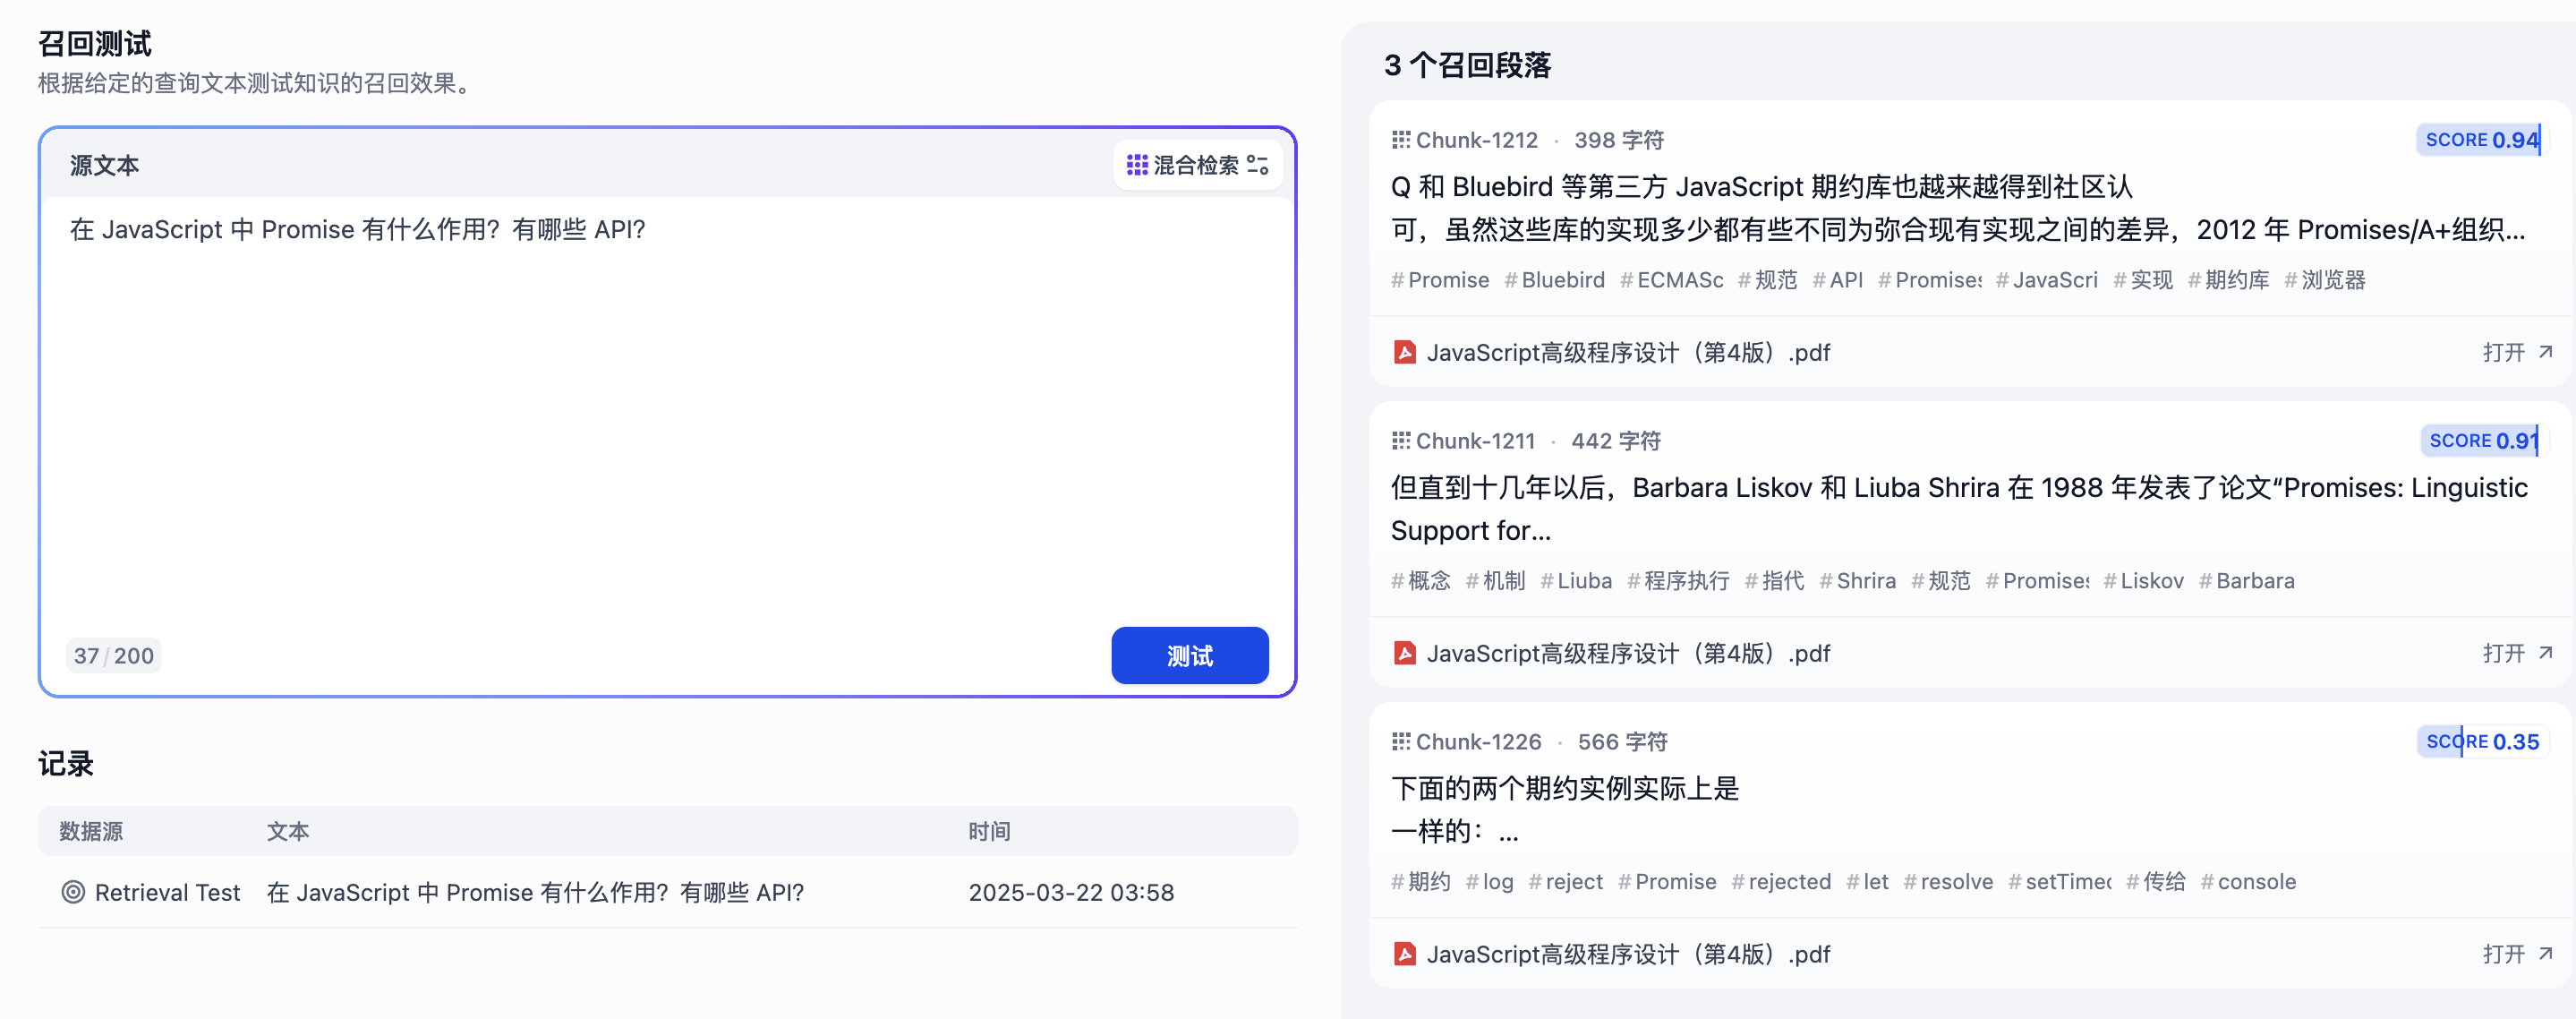 召回测试
根据给定的查询文本测试知识的召回效果。
源文本
混合检索
在 JavaScript 中 Promise 有什么作用？有哪些 API?
37/200
测试
记录
数据源 文本 时间
Retrieval Test 在 JavaScript 中 Promise 有什么作用？有哪些 API? 2025-03-22 03:58
3 个召回段落
Chunk-1212 · 398 字符 SCORE 0.94
Q 和 Bluebird 等第三方 JavaScript 期约库也越来越得到社区认
可，虽然这些库的实现多少都有些不同为弥合现有实现之间的差异，2012 年 Promises/A+组织...
#Promise #Bluebird #ECMASc #规范 #API #Promises #JavaScri #实现 #期约库 #浏览器
JavaScript高级程序设计（第4版）.pdf 打开
Chunk-1211 · 442 字符 SCORE 0.91
但直到十几年以后，Barbara Liskov 和 Liuba Shrira 在 1988 年发表了论文“Promises: Linguistic
Support for...
#概念 #机制 #Liuba #程序执行 #指代 #Shrira #规范 #Promises #Liskov #Barbara
JavaScript高级程序设计（第4版）.pdf 打开
Chunk-1226 · 566 字符 SCORE 0.35
下面的两个期约实例实际上是
一样的：...
#期约 #log #reject #Promise #rejected #let #resolve #setTimeo #传给 #console
JavaScript高级程序设计（第4版）.pdf 打开